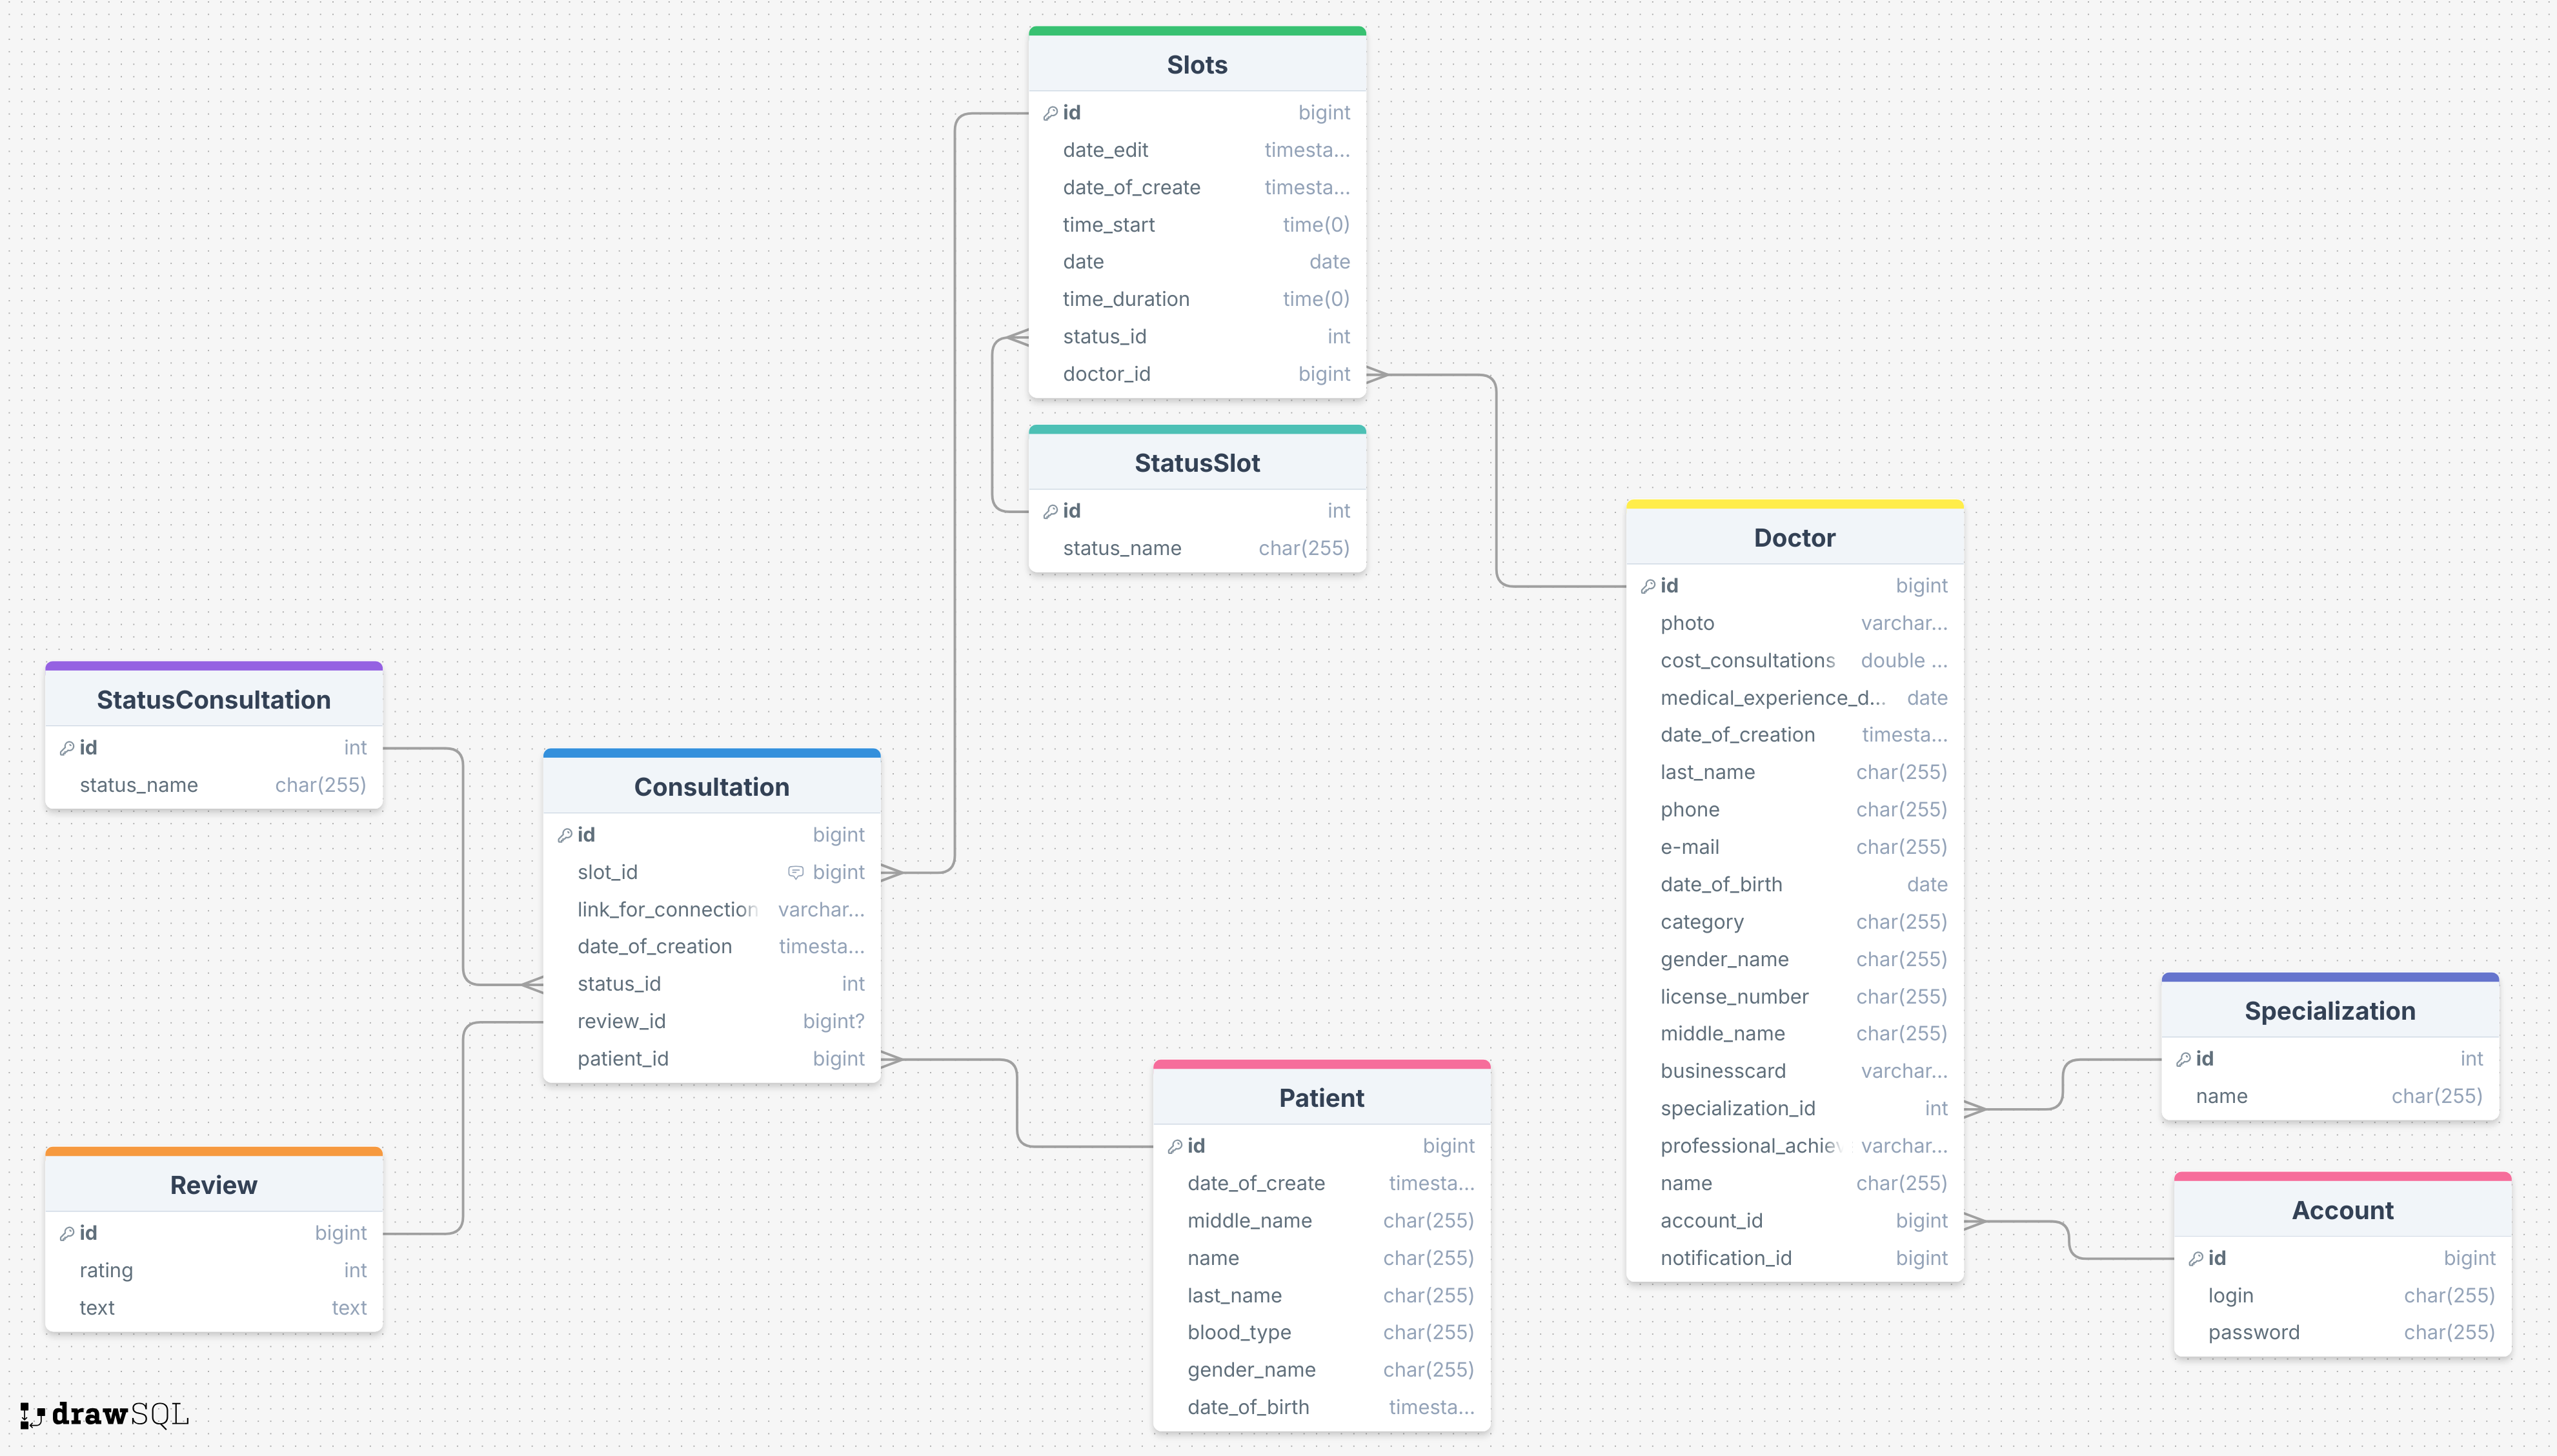 Slots
id bigint
date_edit timesta...
date_of_create timesta...
time_start time(0)
date date
time_duration time(0)
status_id int
doctor_id bigint
StatusSlot
id int
status_name char(255)
Doctor
id bigint
photo varchar...
cost_consultations double ...
medical_experience_d... date
date_of_creation timesta...
last_name char(255)
phone char(255)
e-mail char(255)
date_of_birth date
category char(255)
gender_name char(255)
license_number char(255)
middle_name char(255)
businesscard varchar...
specialization_id int
professional_achiev varchar...
name char(255)
account_id bigint
notification_id bigint
StatusConsultation
id int
status_name char(255)
Consultation
id bigint
slot_id bigint
link_for_connection varchar...
date_of_creation timesta...
status_id int
review_id bigint?
patient_id bigint
Specialization
id int
name char(255)
Patient
id bigint
date_of_create timesta...
middle_name char(255)
name char(255)
last_name char(255)
blood_type char(255)
gender_name char(255)
date_of_birth timesta...
Review
id bigint
rating int
text text
Account
id bigint
login char(255)
password char(255)
drawSQL